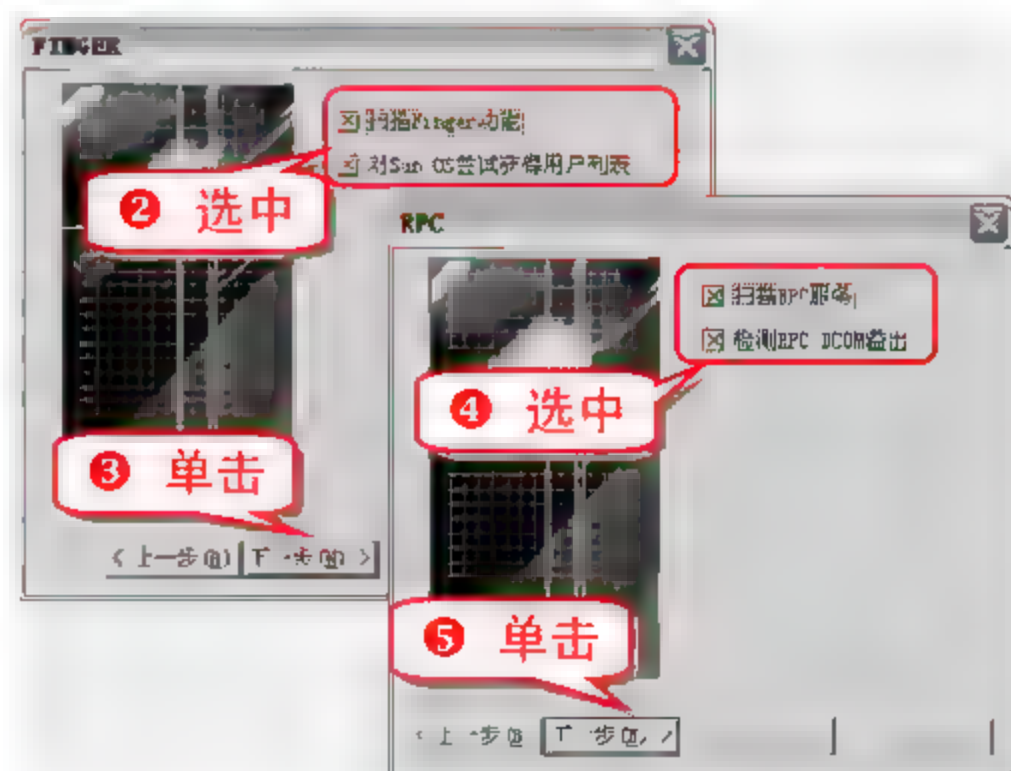 FINGER
扫描Finger功能
对Sun OS尝试获得用户列表
❷ 选中
RPC
扫描RPC服务
检测RPC DCOM溢出
❹ 选中
❸ 单击
< 上一步(B) 下一步(N) >
❺ 单击
< 上一步(B 下一步(N) >